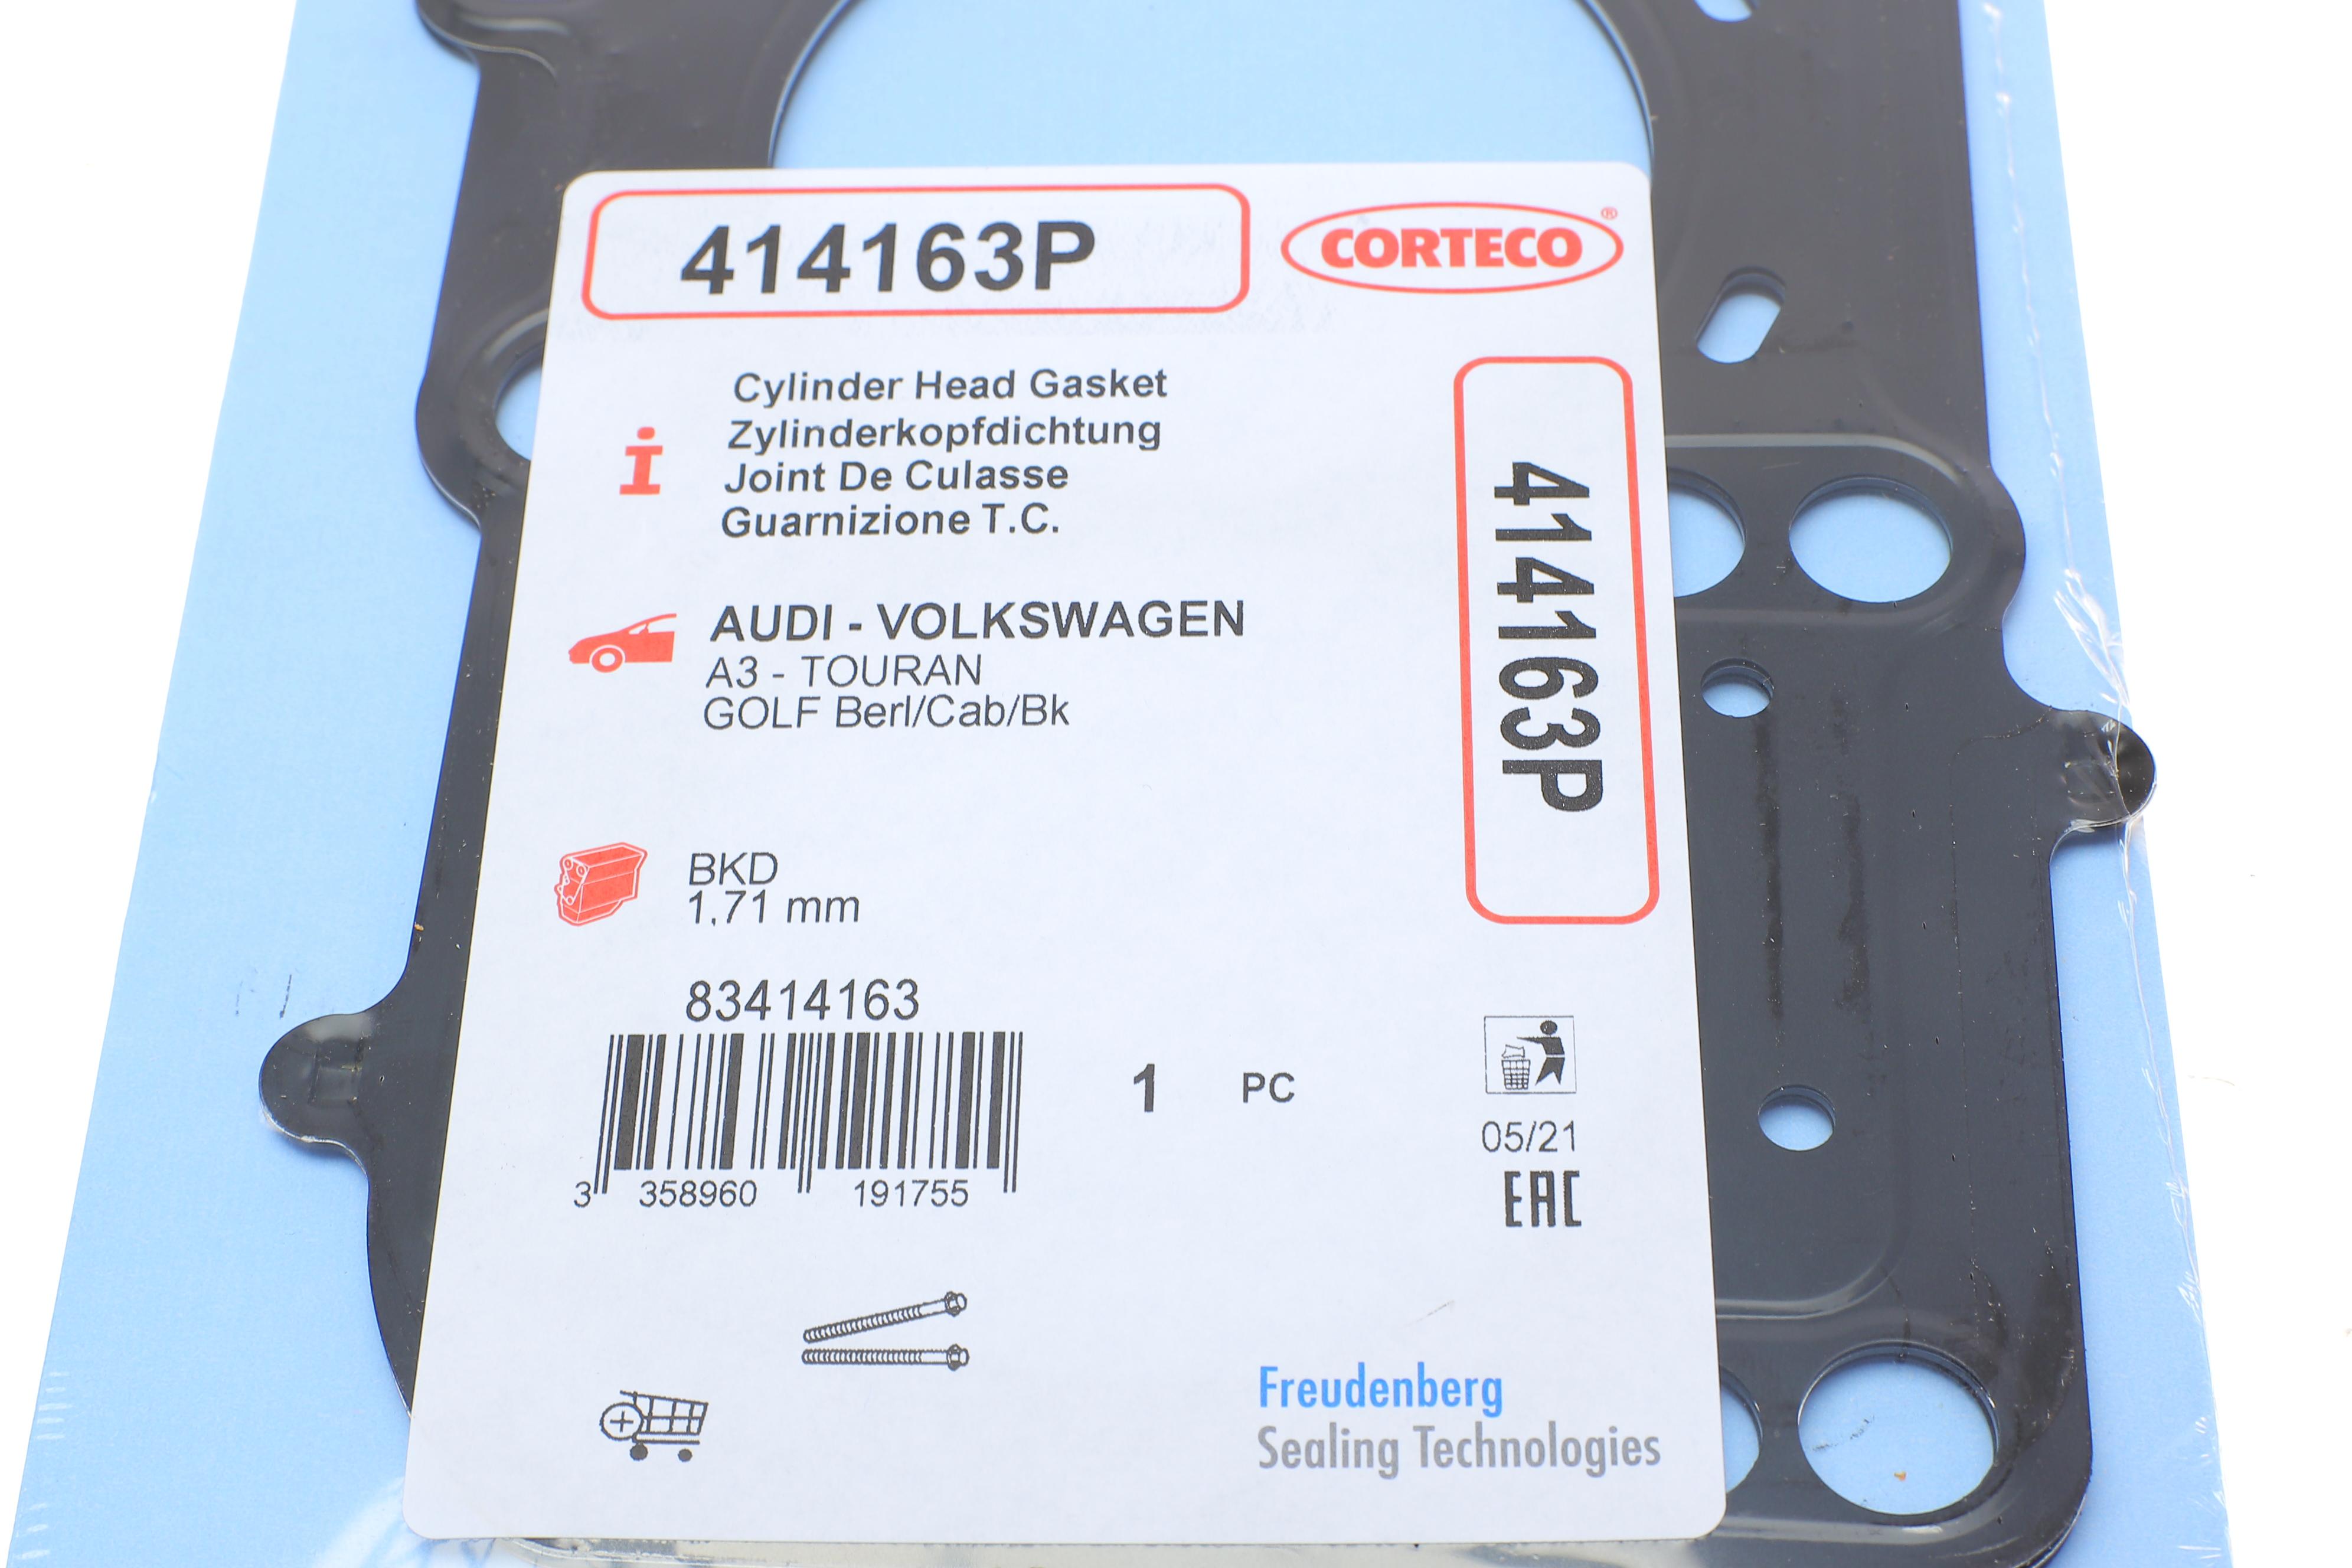 414163P
CORTECO®
Cylinder Head Gasket
Zylinderkopfdichtung
Joint De Culasse
Guarnizione T.C.
414163P
AUDI - VOLKSWAGEN
A3 - TOURAN
GOLF Berl/Cab/Bk
BKD
1,71 mm
83414163
3 358960 191755
1 PC
05/21
EAC
Freudenberg
Sealing Technologies